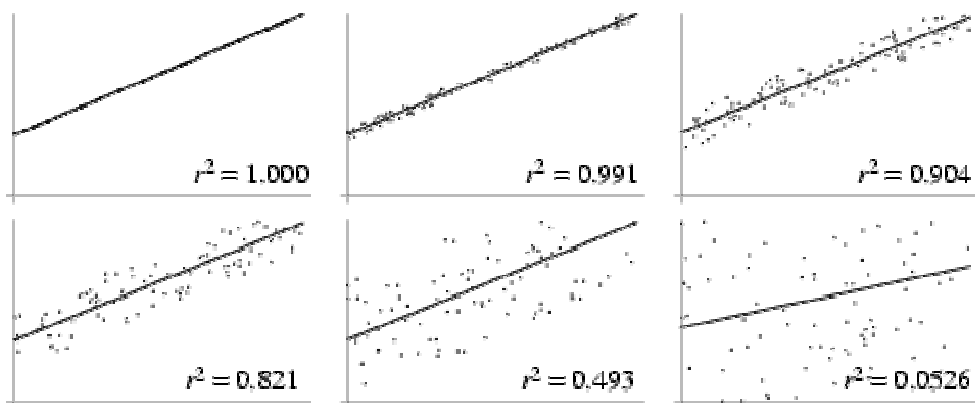 r² = 1.000
r² = 0.991
r² = 0.904
r² = 0.821
r² = 0.493
r² = 0.0526